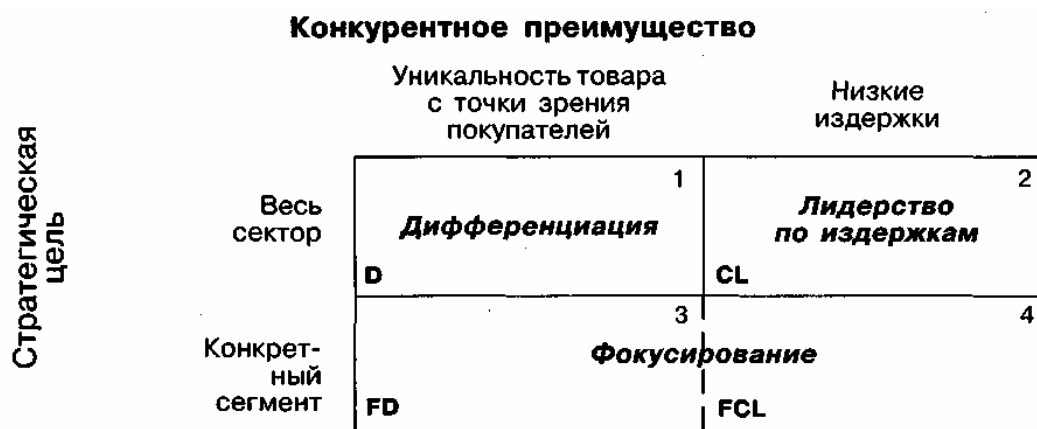 Конкурентное преимущество
Уникальность товара
с точки зрения
покупателей
Низкие
издержки
Стратегическая
цель
Весь
сектор
1
Дифференциация
D
2
Лидерство
по издержкам
CL
Конкрет-
ный
сегмент
3
4
Фокусирование
FD
FCL